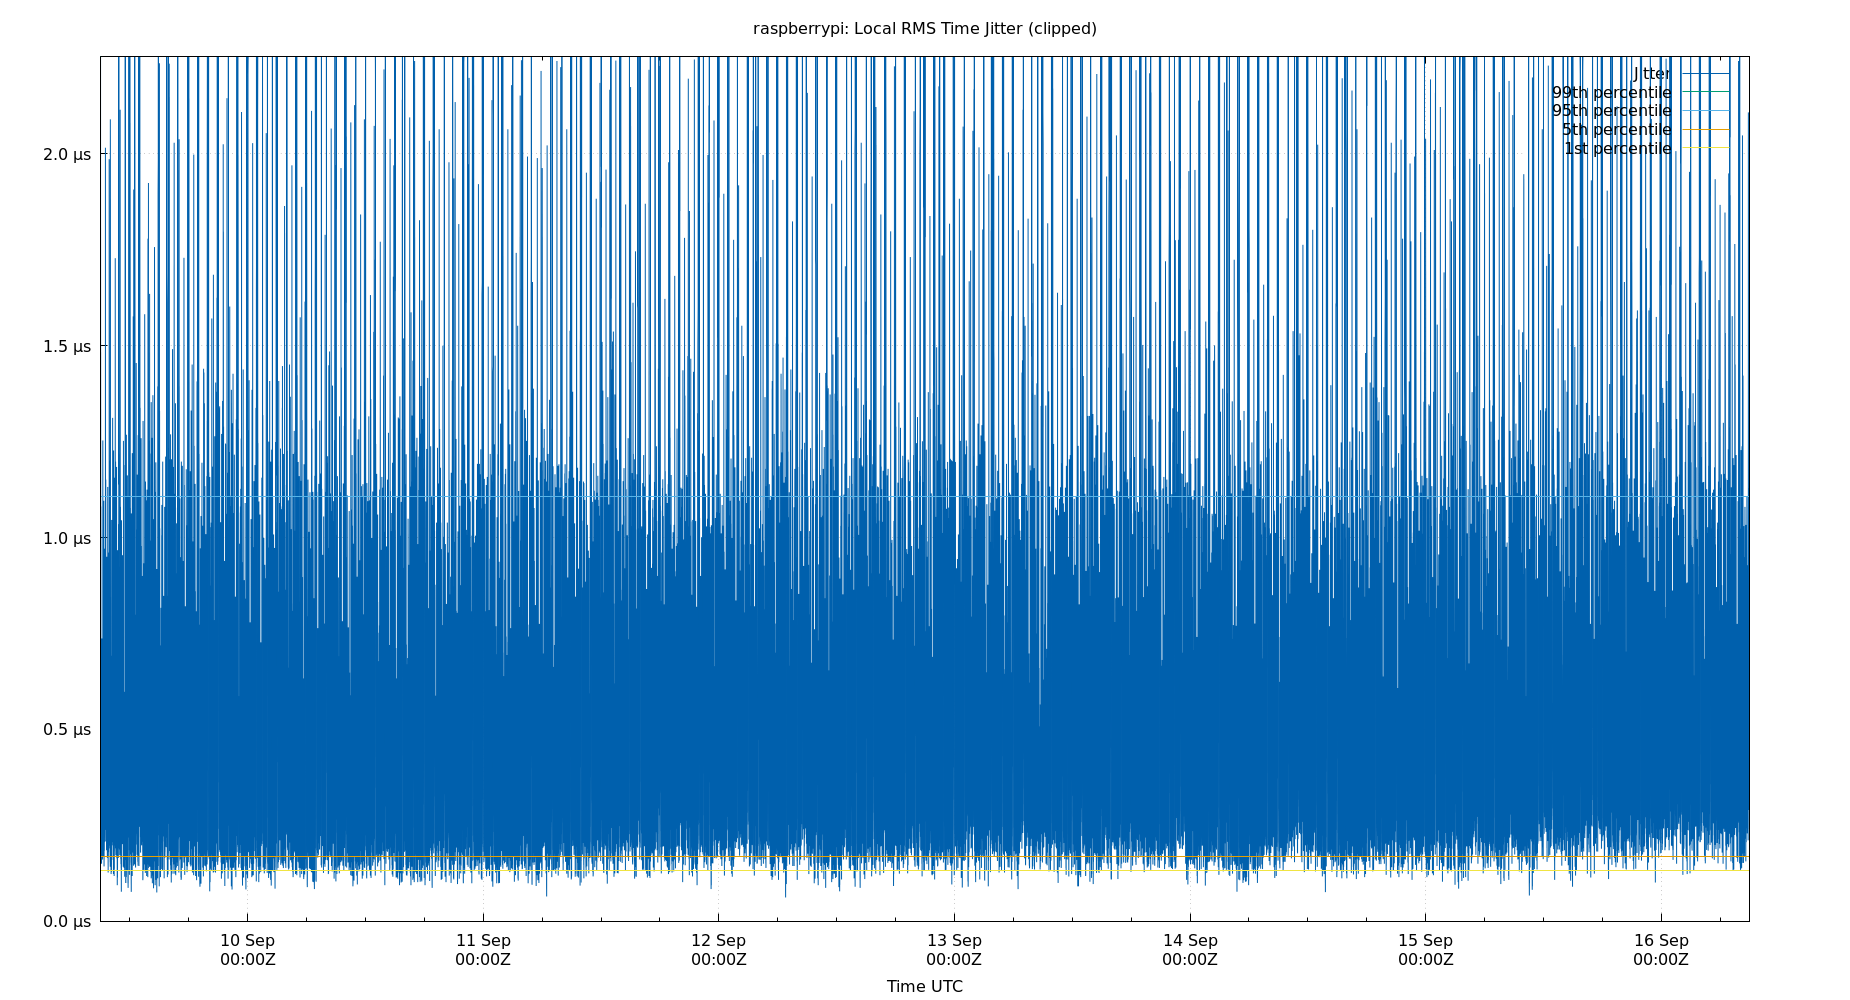 raspberrypi: Local RMS Time Jitter (clipped)
Jitter
99th percentile
95th percentile
5th percentile
1st percentile
2.0 µs
1.5 µs
1.0 µs
0.5 µs
0.0 µs
10 Sep 11 Sep 12 Sep 13 Sep 14 Sep 15 Sep 16 Sep
00:00Z 00:00Z 00:00Z 00:00Z 00:00Z 00:00Z 00:00Z
Time UTC